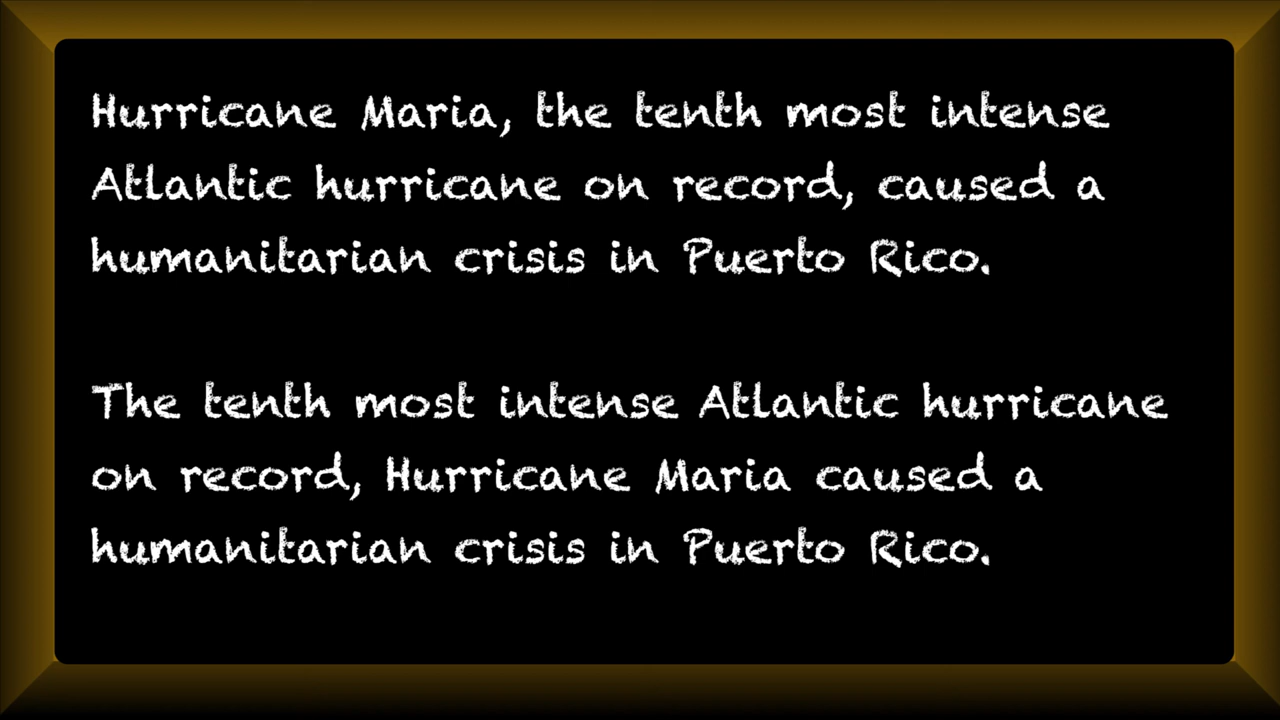 Hurricane Maria, the tenth most intense
Atlantic hurricane on record, caused a
humanitarian crisis in Puerto Rico.
The tenth most intense Atlantic hurricane
on record, Hurricane Maria caused a
humanitarian crisis in Puerto Rico.